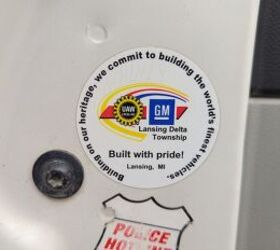 Building on our heritage, we commit to building the world's finest vehicles.
UAW
GM
Lansing Delta
Township
Built with pride!
Lansing, MI
POLICE